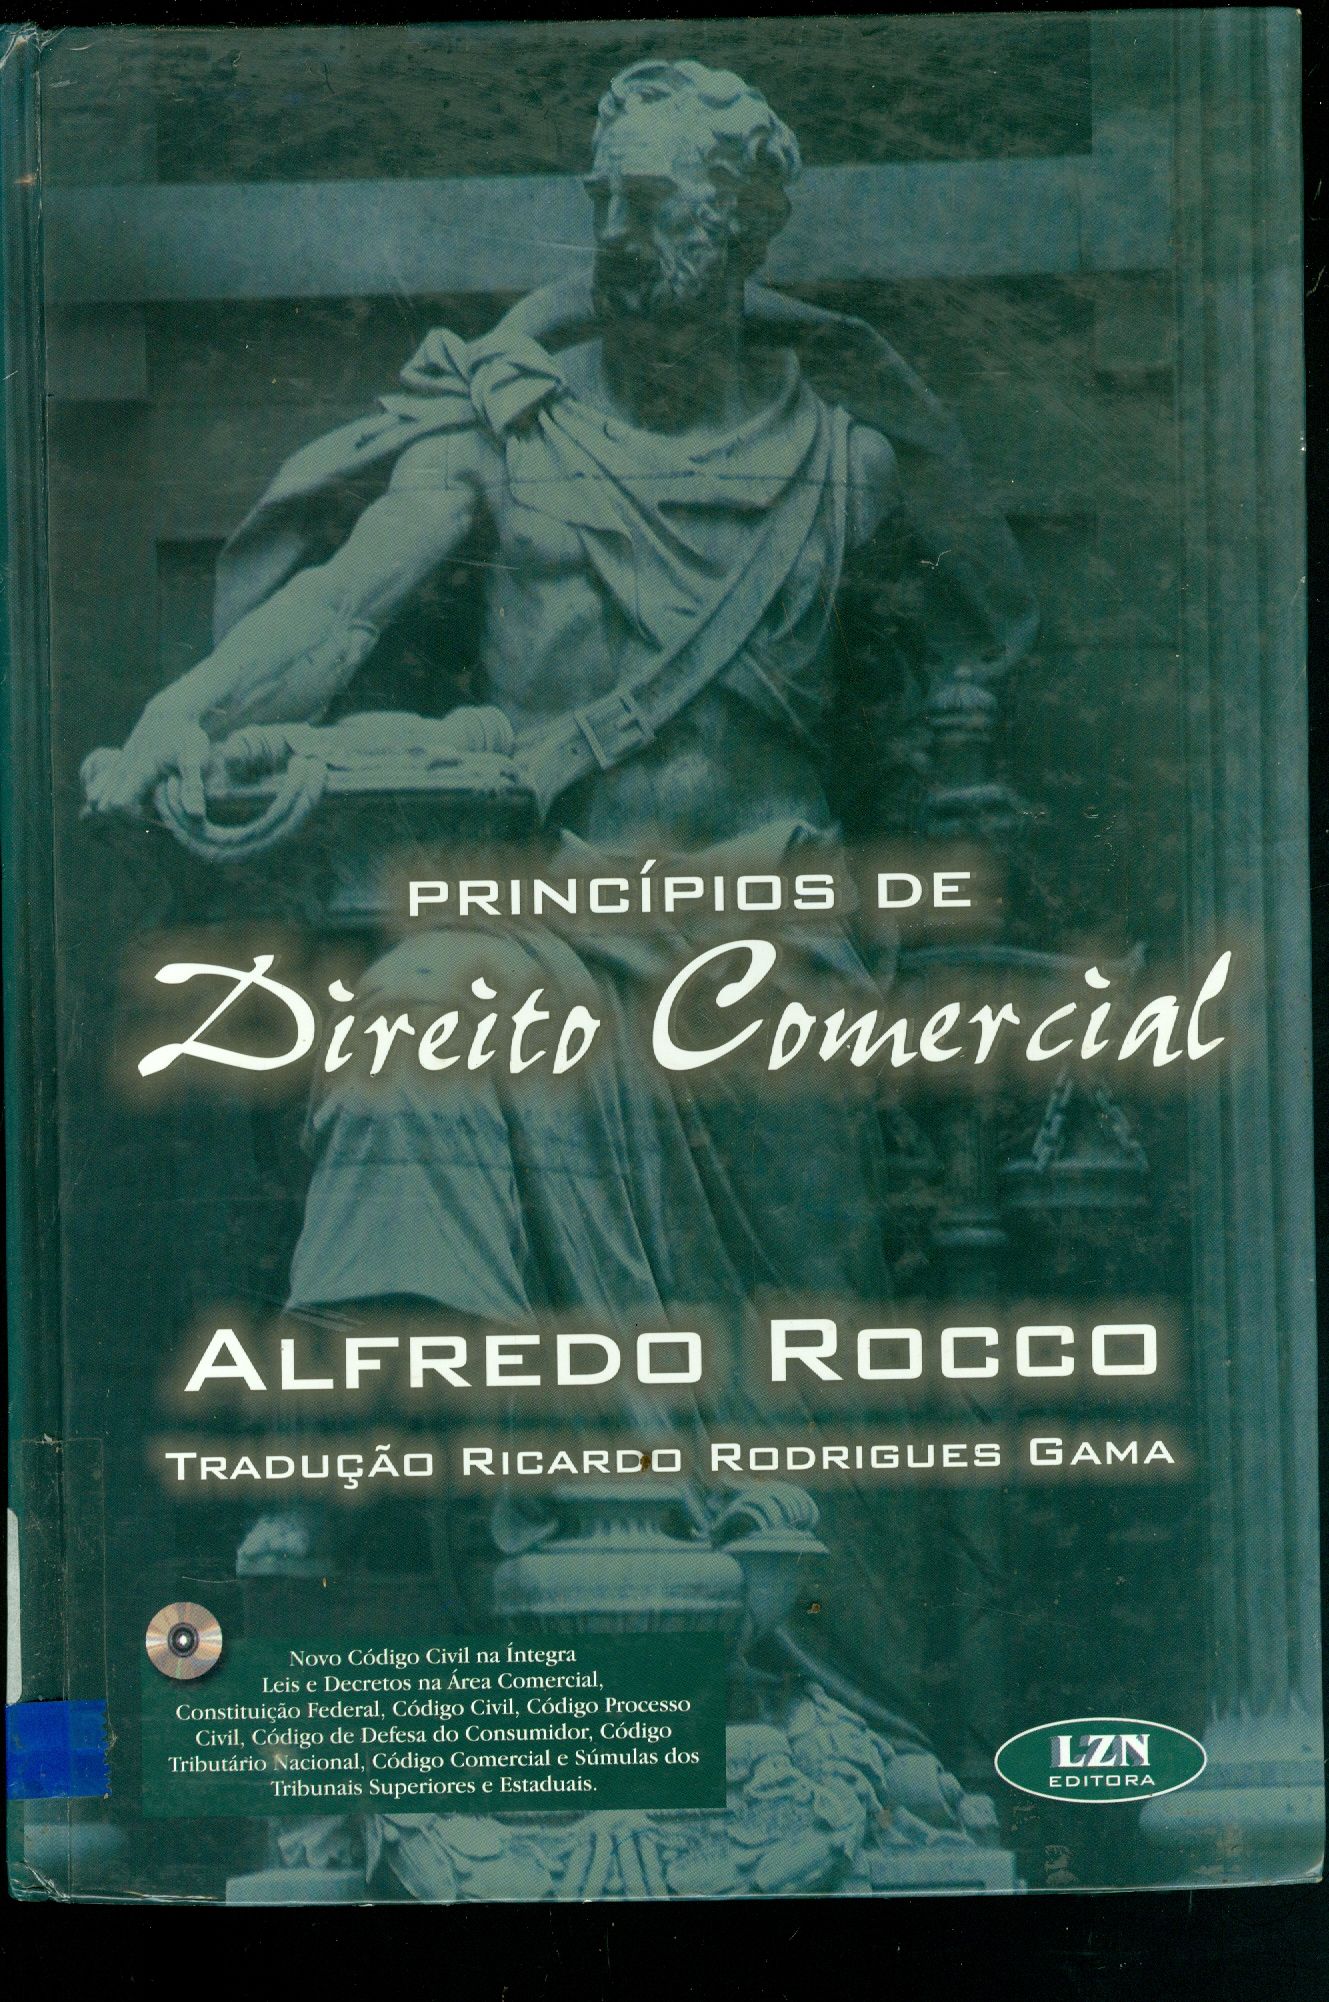 PRINCÍPIOS DE
Direito Comercial
ALFREDO ROCCO
TRADUÇÃO RICARDO RODRIGUES GAMA
Novo Código Civil na Íntegra
Leis e Decretos na Área Comercial,
Constituição Federal, Código Civil, Código Processo
Civil, Código de Defesa do Consumidor, Código
Tributário Nacional, Código Comercial e Súmulas dos
Tribunais Superiores e Estaduais.
LZN
EDITORA